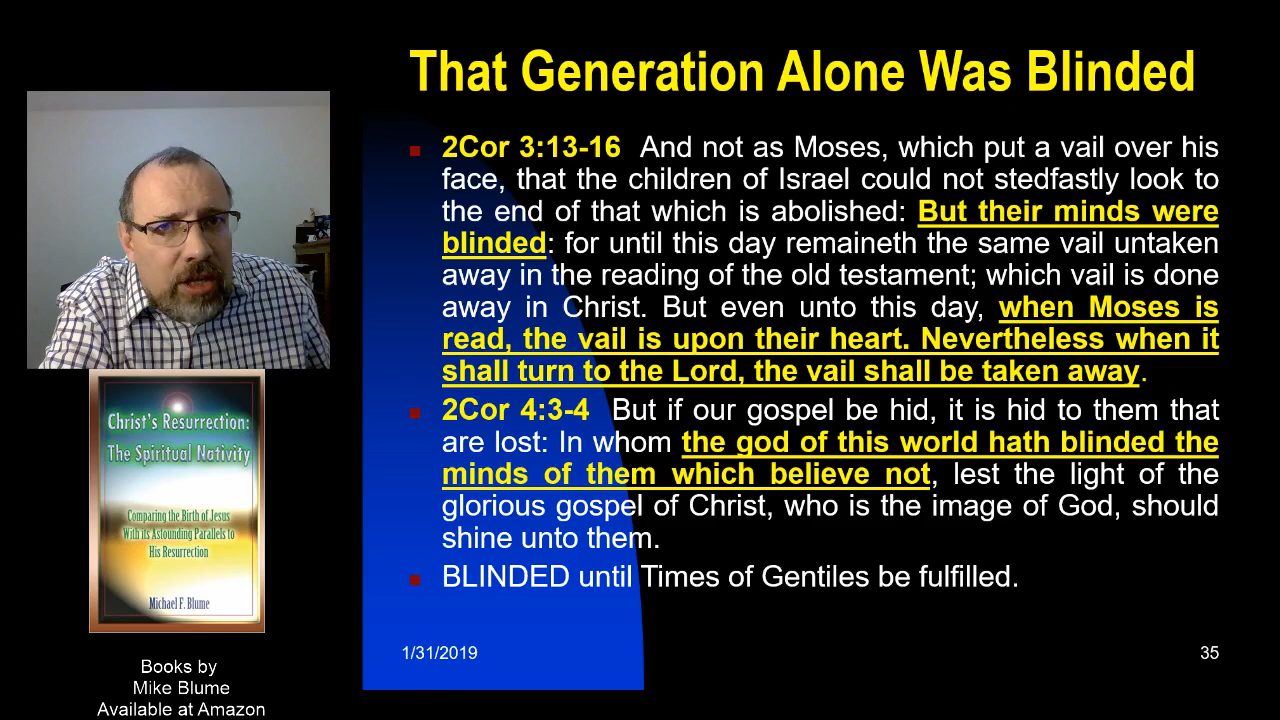 That Generation Alone Was Blinded
2Cor 3:13-16 And not as Moses, which put a vail over his
face, that the children of Israel could not stedfastly look to
the end of that which is abolished: But their minds were
blinded: for until this day remaineth the same vail untaken
away in the reading of the old testament; which vail is done
away in Christ. But even unto this day, when Moses is
read, the vail is upon their heart. Nevertheless when it
shall turn to the Lord, the vail shall be taken away.
2Cor 4:3-4 But if our gospel be hid, it is hid to them that
are lost: In whom the god of this world hath blinded the
minds of them which believe not, lest the light of the
glorious gospel of Christ, who is the image of God, should
shine unto them.
BLINDED until Times of Gentiles be fulfilled.
1/31/2019
35
Christ's Resurrection:
The Spiritual Nativity
Comparing the Birth of Jesus
With its Astounding Parallels to
His Resurrection
Michael F. Blume
Books by
Mike Blume
Available at Amazon